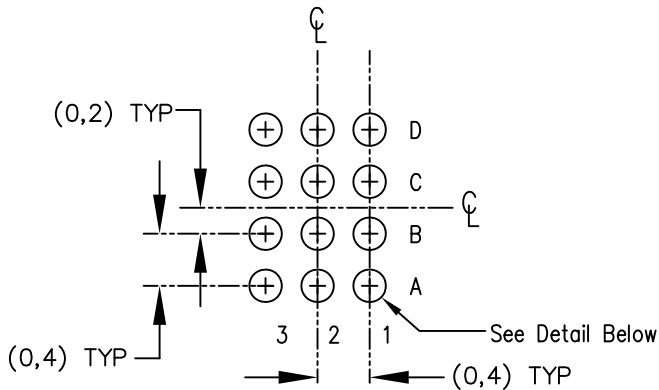 ℄
(0,2) TYP
D
C
℄
B
A
3 2 1
See Detail Below
(0,4) TYP
(0,4) TYP